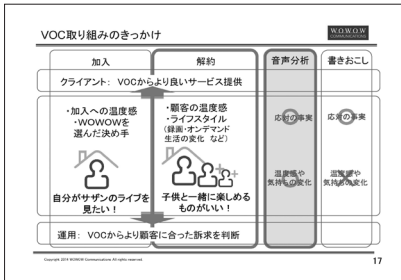 VOC取り組みのきっかけ
W.O.W.O.W
COMMUNICATIONS
加入
解約
音声分析
書きおこし
クライアント: VOCからより良いサービス提供
・加入への温度感
・WOWOWを
選んだ決め手
・顧客の温度感
・ライフスタイル
(録画・オンデマンド
生活の変化 など)
応対の事実
応対の事実
温度感や
気持ちの変化
温度感や
気持ちの変化
自分がサザンのライブを
見たい!
子供と一緒に楽しめる
ものがいい!
運用: VOCからより顧客に合った訴求を判断
Copyright 2014 WOWOW Communications All rights reserved.
17